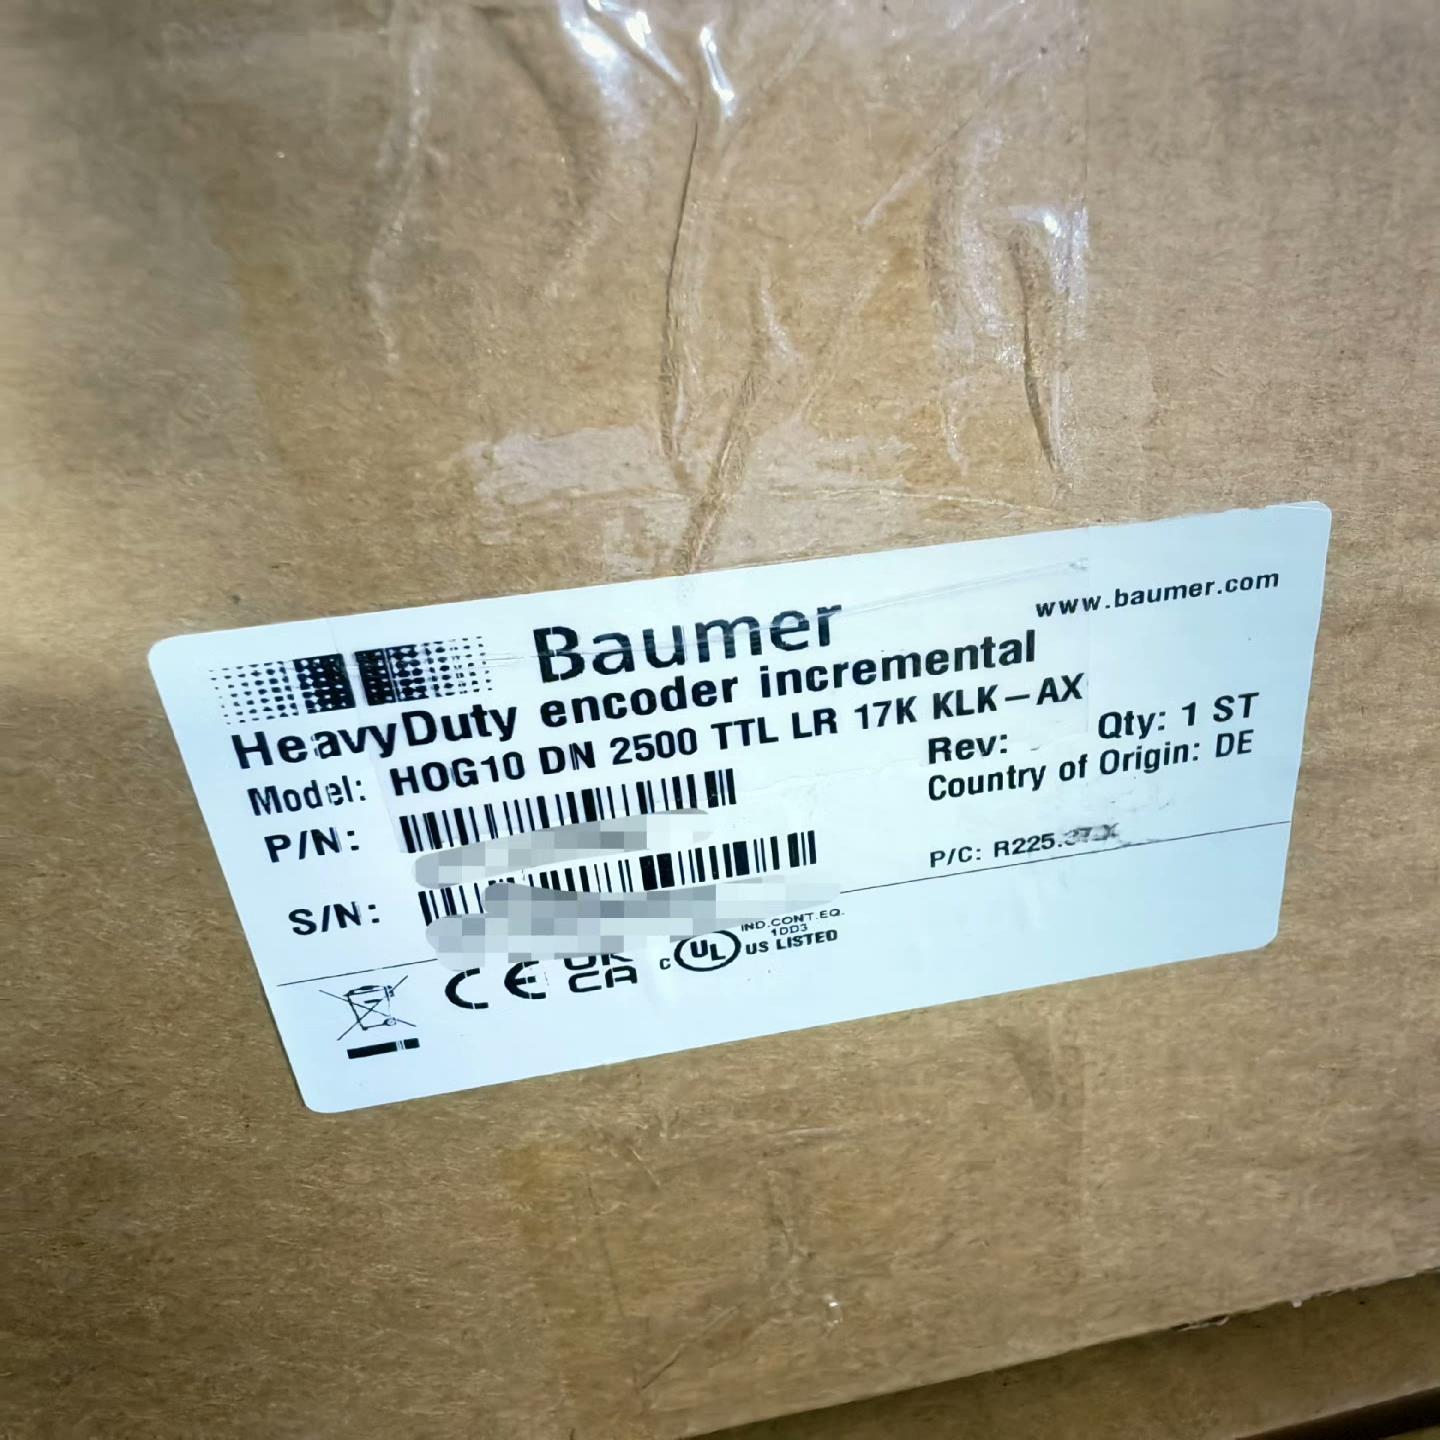 Baumer
www.baumer.com
HeavyDuty encoder incremental
Model: HOG10 DN 2500 TTL LR 17K KLK-AX
P/N:
Rev:
Qty: 1 ST
Country of Origin: DE
S/N:
P/C: R225.
CE
UK
CA
c UL US LISTED
IND.CONT.EQ.
1DD3